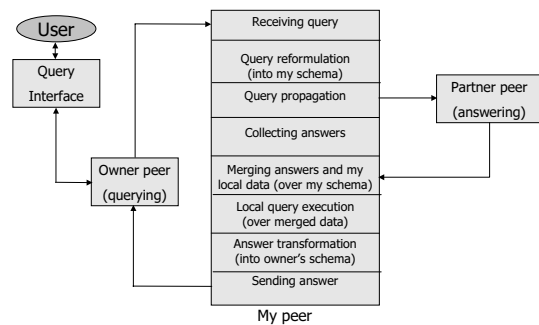 User
Query
Interface
Owner peer
(querying)
Receiving query
Query reformulation
(into my schema)
Query propagation
Collecting answers
Merging answers and my
local data (over my schema)
Local query execution
(over merged data)
Answer transformation
(into owner's schema)
Sending answer
My peer
Partner peer
(answering)